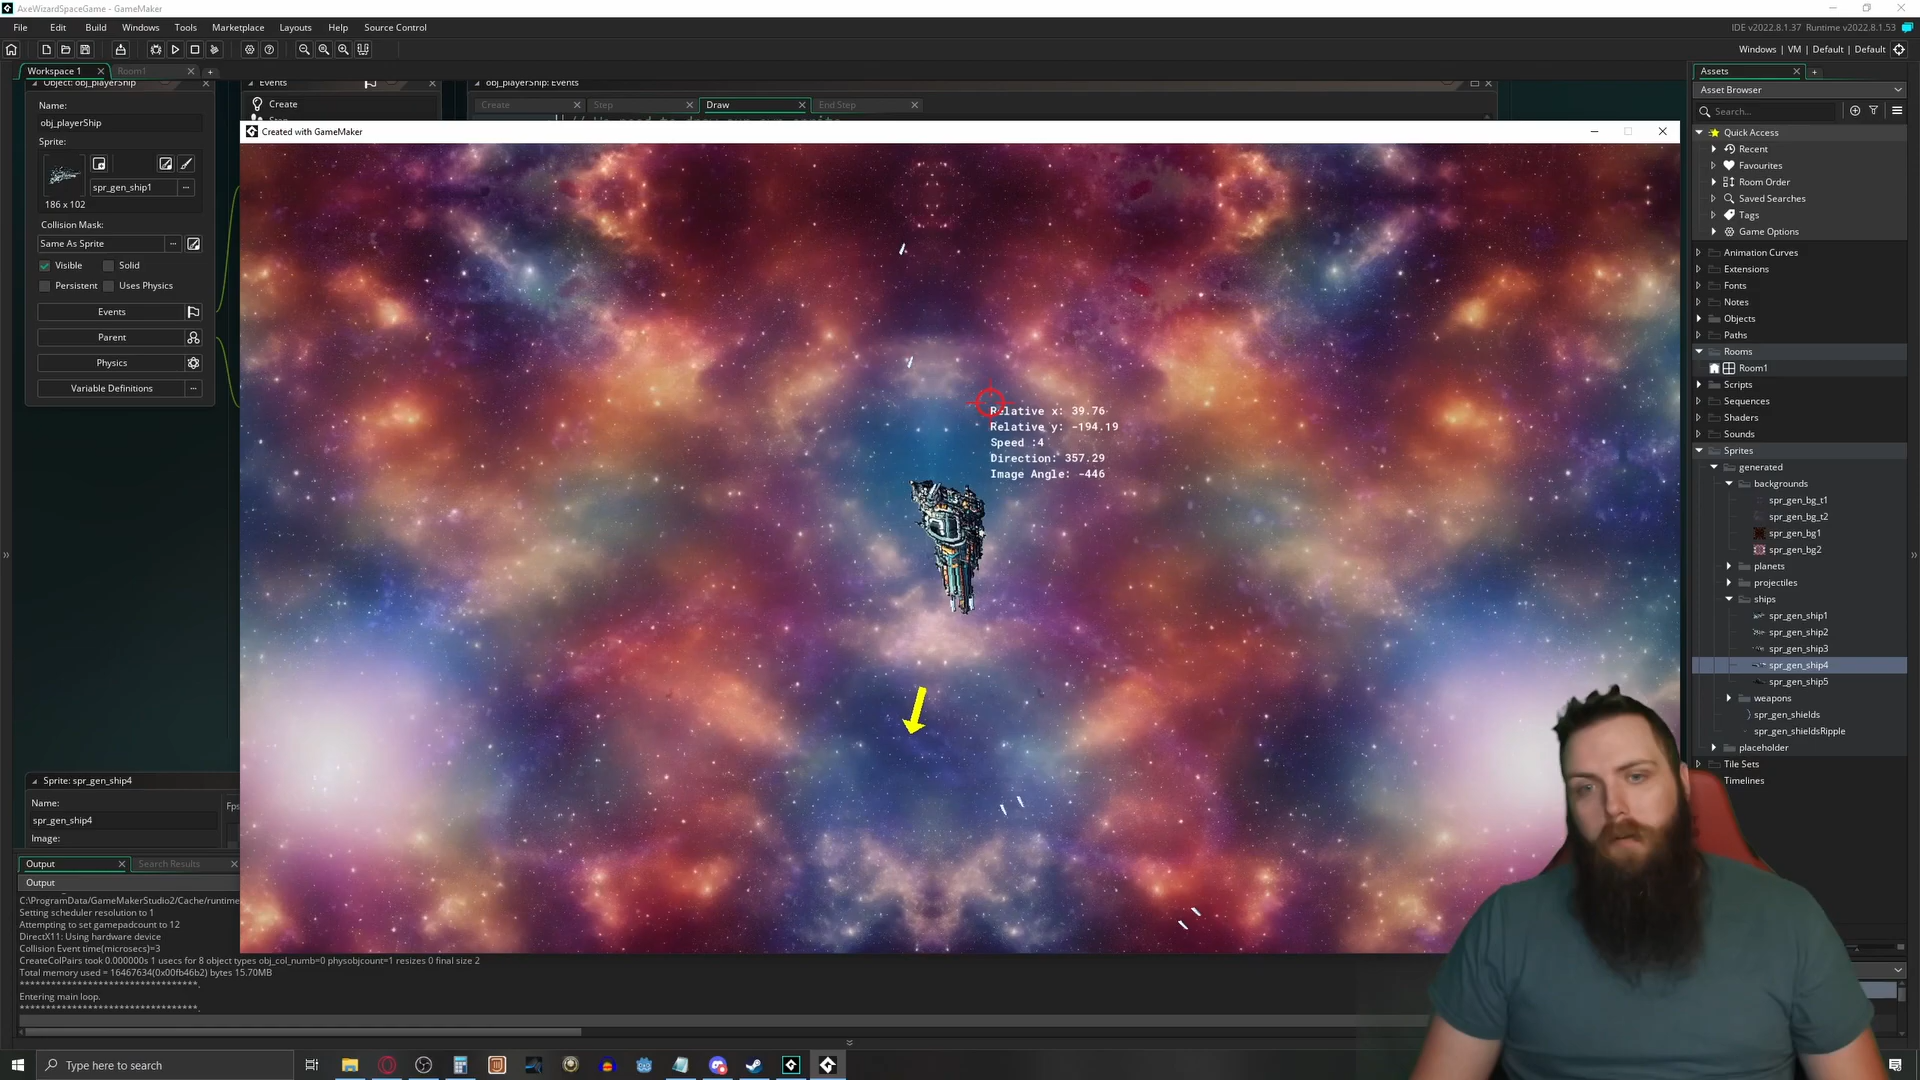 AxeWizardSpaceGame - GameMaker
File Edit Build Windows Tools Marketplace Layouts Help Source Control
IDE v2022.8.1.37 Runtime v2022.8.1.53
Windows | VM | Default | Default
Workspace 1
Room1
Object: obj_playerShip
Name:
obj_playerShip
Sprite:
spr_gen_ship1
186 x 102
Collision Mask:
Same As Sprite
Visible Solid
Persistent Uses Physics
Events
Parent
Physics
Variable Definitions
Events
Create
obj_playerShip: Events
Create Step Draw End Step
Created with GameMaker
Relative x: 39.76
Relative y: -194.19
Speed :4
Direction: 357.29
Image Angle: -446
Sprite: spr_gen_ship4
Name:
spr_gen_ship4
Image:
Fps
Output
Search Results
Output
C:\ProgramData/GameMakerStudio2/Cache/runtime
Setting scheduler resolution to 1
Attempting to set gamepadcount to 12
DirectX11: Using hardware device
Collision Event time(microsecs)=3
CreateColPairs took 0.000000s 1 usecs for 8 object types obj_col_numb=0 physobjcount=1 resizes 0 final size 2
Total memory used = 16467634(0x00fb46b2) bytes 15.70MB
**********************************.
Entering main loop.
**********************************.
Assets
Asset Browser
Search...
Quick Access
Recent
Favourites
Room Order
Saved Searches
Tags
Game Options
Animation Curves
Extensions
Fonts
Notes
Objects
Paths
Rooms
Room1
Scripts
Sequences
Shaders
Sounds
Sprites
generated
backgrounds
spr_gen_bg_t1
spr_gen_bg_t2
spr_gen_bg1
spr_gen_bg2
planets
projectiles
ships
spr_gen_ship1
spr_gen_ship2
spr_gen_ship3
spr_gen_ship4
spr_gen_ship5
weapons
spr_gen_shields
spr_gen_shieldsRipple
placeholder
Tile Sets
Timelines
Type here to search